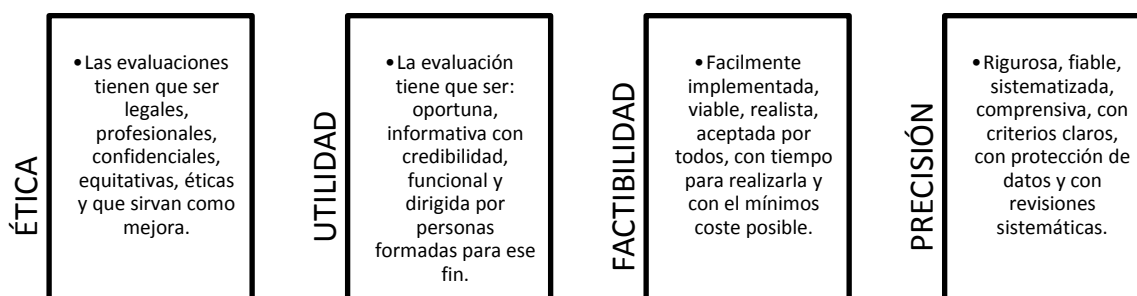 ÉTICA
•Las evaluaciones
tienen que ser
legales,
profesionales,
confidenciales,
equitativas, éticas
y que sirvan como
mejora.
UTILIDAD
•La evaluación
tiene que ser:
oportuna,
informativa con
credibilidad,
funcional y
dirigida por
personas
formadas para ese
fin.
FACTIBILIDAD
•Facilmente
implementada,
viable, realista,
aceptada por
todos, con tiempo
para realizarla y
con el mínimos
coste posible.
PRECISIÓN
•Rigurosa, fiable,
sistematizada,
comprensiva, con
criterios claros,
con protección de
datos y con
revisiones
sistemáticas.